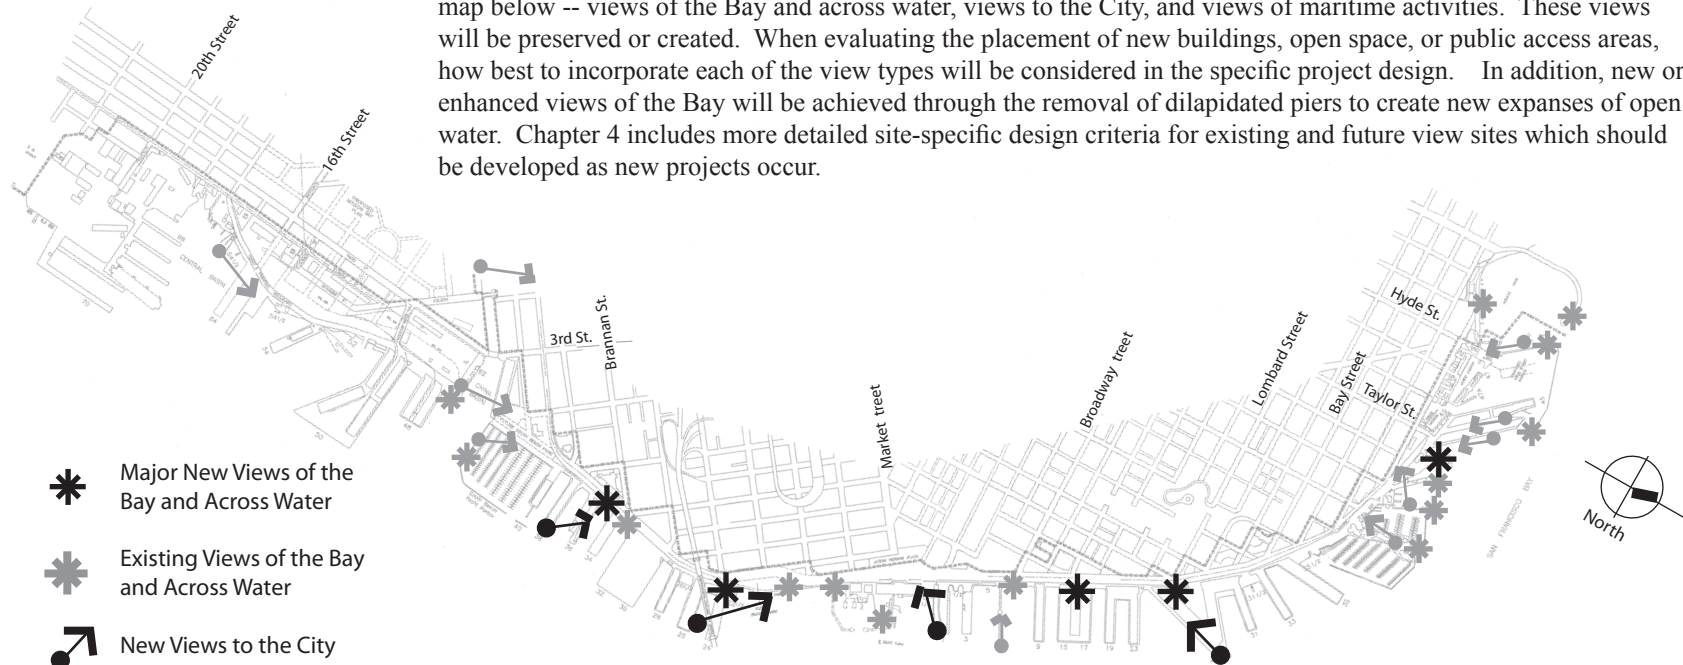 map below -- views of the Bay and across water, views to the City, and views of maritime activities. These views
will be preserved or created. When evaluating the placement of new buildings, open space, or public access areas,
how best to incorporate each of the view types will be considered in the specific project design. In addition, new or
enhanced views of the Bay will be achieved through the removal of dilapidated piers to create new expanses of open
water. Chapter 4 includes more detailed site-specific design criteria for existing and future view sites which should
be developed as new projects occur.
20th Street
16th Street
3rd St.
Brannan St.
Market treet
Broadway treet
Lombard Street
Bay Street
Taylor St.
Hyde St.
CENTRAL BASIN
SAN FRANCISCO BAY
North
Major New Views of the
Bay and Across Water
Existing Views of the Bay
and Across Water
New Views to the City